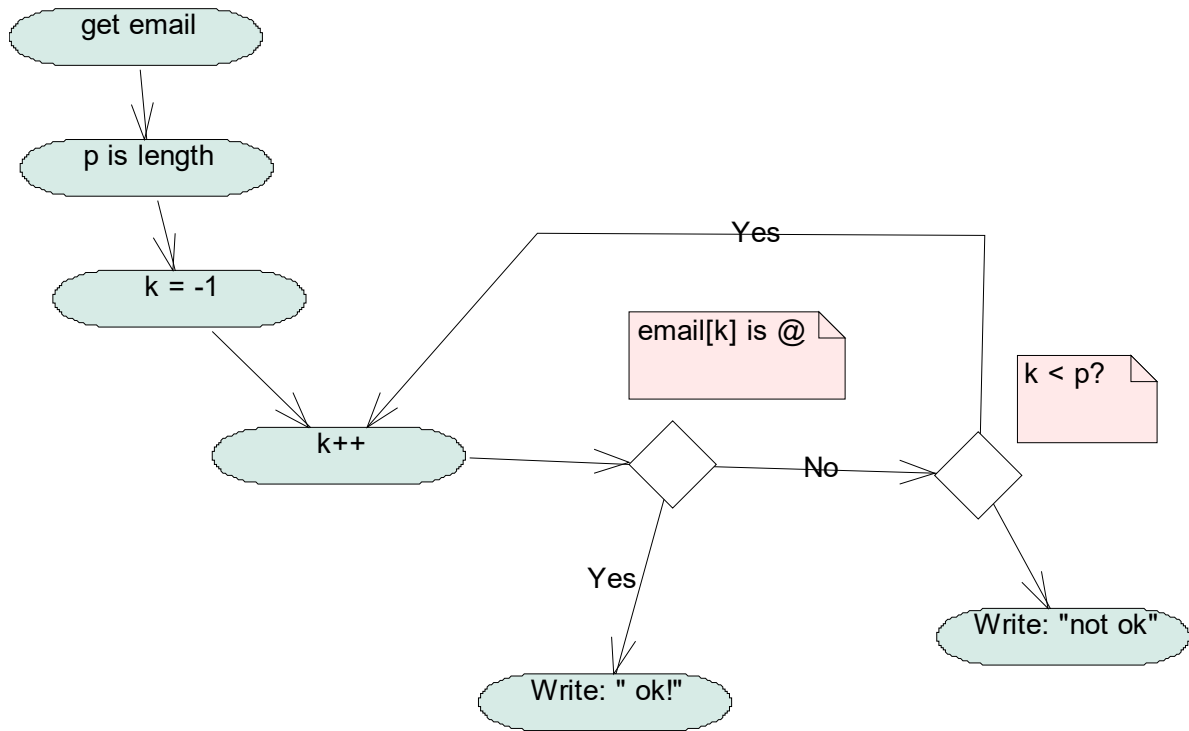 get email
p is length
k = -1
Yes
email[k] is @
k < p?
k++
No
Yes
Write: "not ok"
Write: " ok!"